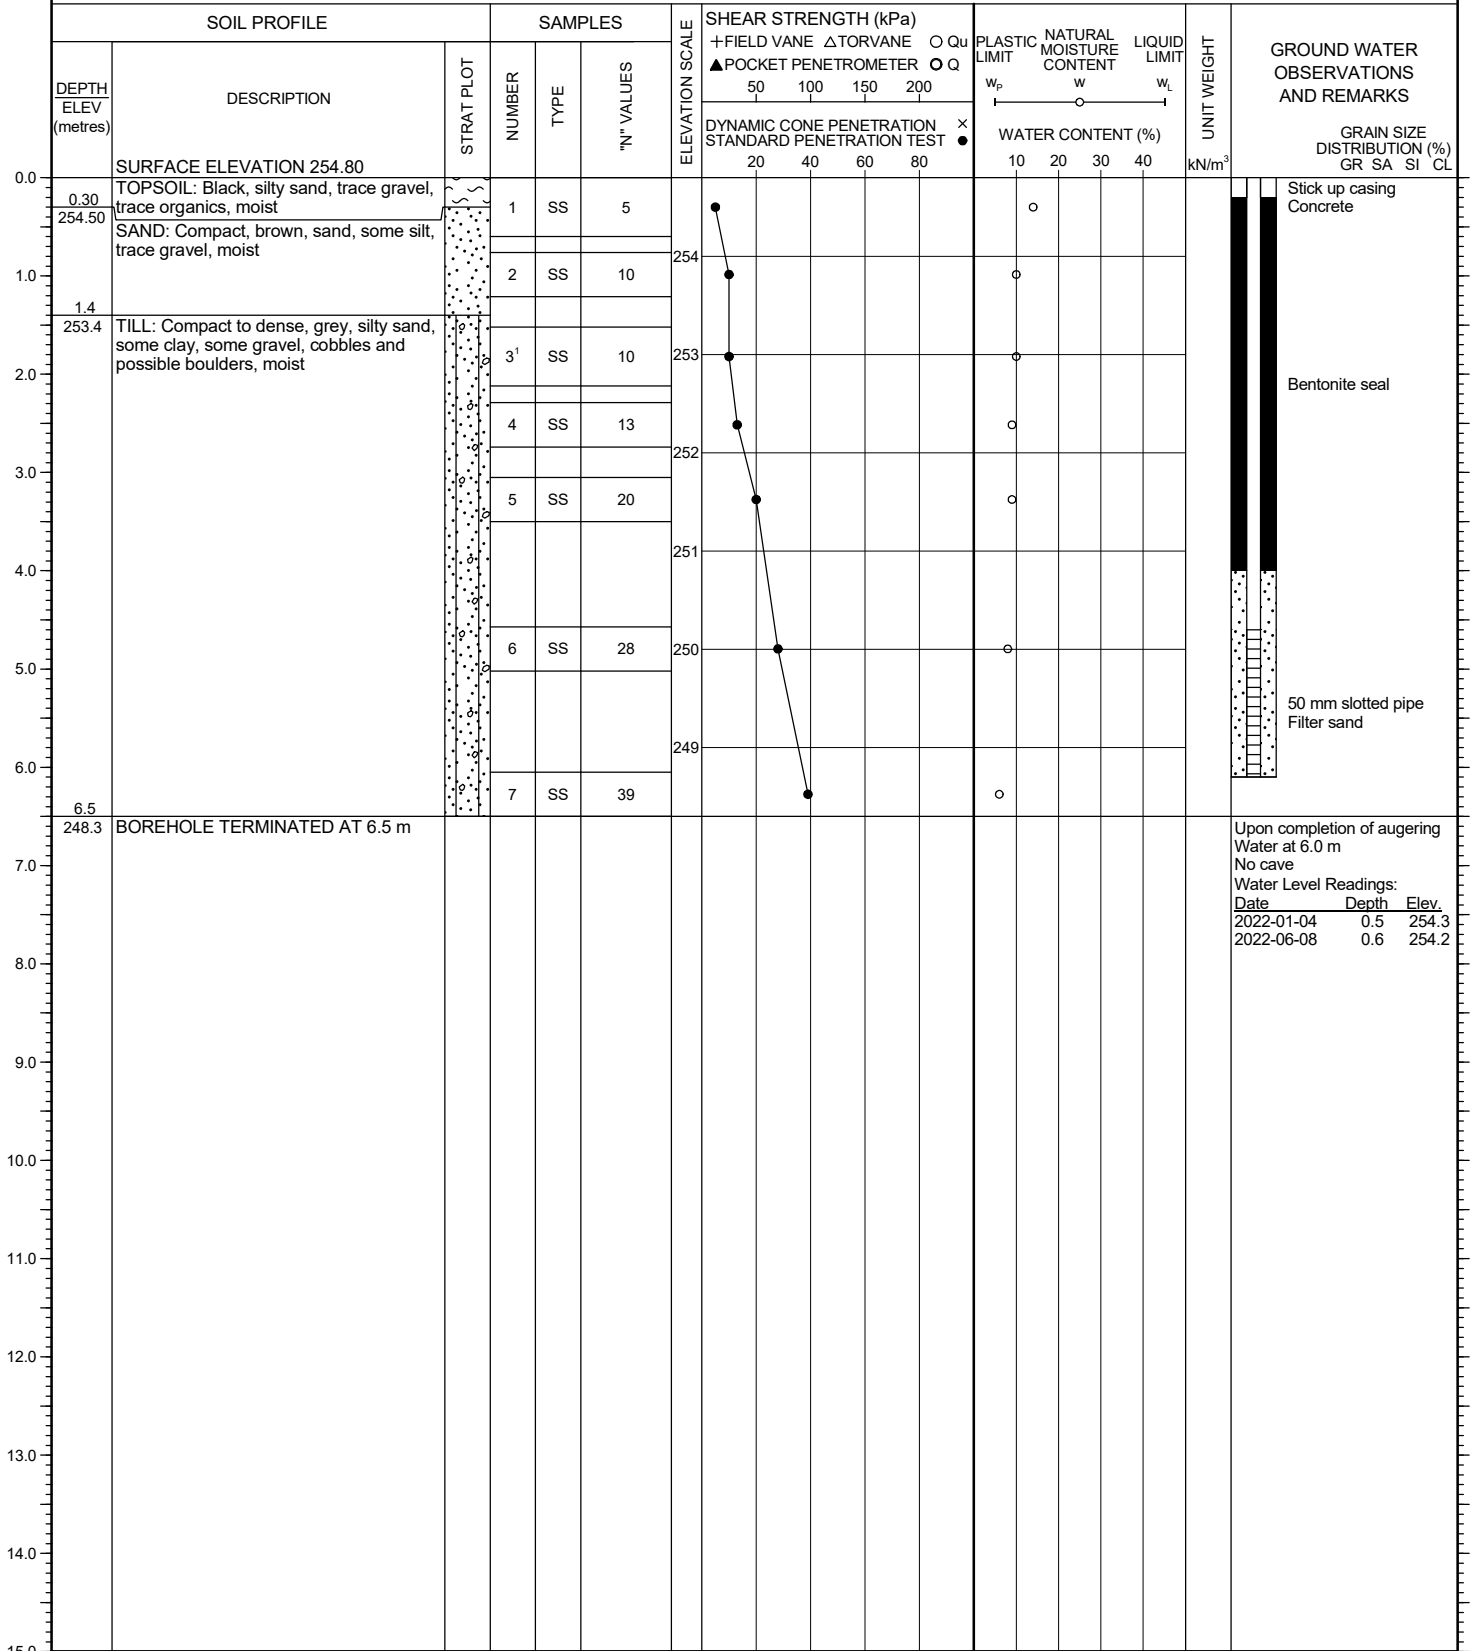 SOIL PROFILE
SAMPLES
ELEVATION SCALE
SHEAR STRENGTH (kPa)
+FIELD VANE △TORVANE ○ Qu
▲POCKET PENETROMETER O Q
50 100 150 200
DYNAMIC CONE PENETRATION ×
STANDARD PENETRATION TEST ●
20 40 60 80
PLASTIC LIMIT
NATURAL MOISTURE CONTENT
LIQUID LIMIT
wP w wL
WATER CONTENT (%)
10 20 30 40
UNIT WEIGHT
kN/m³
GROUND WATER
OBSERVATIONS
AND REMARKS
GRAIN SIZE
DISTRIBUTION (%)
GR SA SI CL
DEPTH
ELEV
(metres)
DESCRIPTION
STRAT PLOT
NUMBER
TYPE
"N" VALUES
SURFACE ELEVATION 254.80
0.0
0.30
254.50
TOPSOIL: Black, silty sand, trace gravel,
trace organics, moist
SAND: Compact, brown, sand, some silt,
trace gravel, moist
1 SS 5
Stick up casing
Concrete
254
1.0
2 SS 10
1.4
253.4
TILL: Compact to dense, grey, silty sand,
some clay, some gravel, cobbles and
possible boulders, moist
3¹ SS 10
253
2.0
Bentonite seal
4 SS 13
252
3.0
5 SS 20
251
4.0
6 SS 28
250
5.0
50 mm slotted pipe
Filter sand
249
6.0
7 SS 39
6.5
248.3
BOREHOLE TERMINATED AT 6.5 m
Upon completion of augering
Water at 6.0 m
No cave
Water Level Readings:
Date Depth Elev.
2022-01-04 0.5 254.3
2022-06-08 0.6 254.2
7.0
8.0
9.0
10.0
11.0
12.0
13.0
14.0
15.0